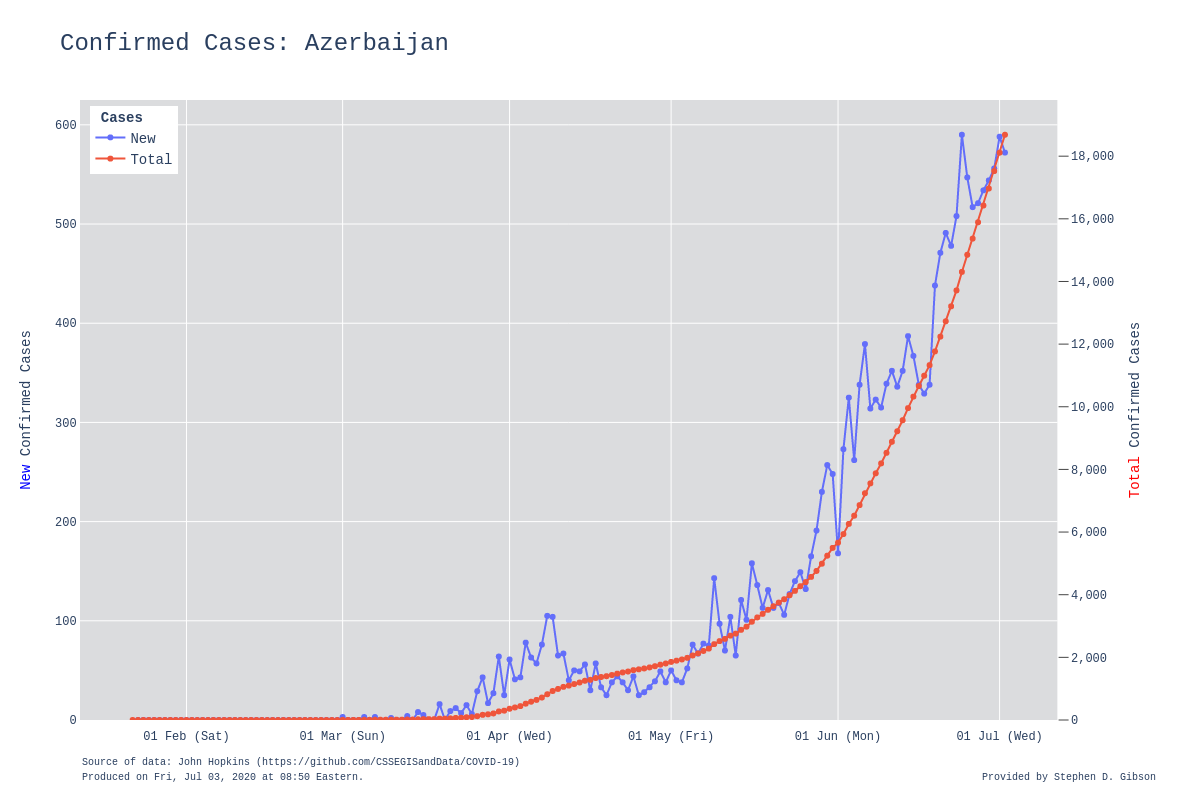 Confirmed Cases: Azerbaijan
Cases
New
Total
600
500
400
300
200
100
0
18,000
16,000
14,000
12,000
10,000
8,000
6,000
4,000
2,000
0
New Confirmed Cases
Total Confirmed Cases
01 Feb (Sat)
01 Mar (Sun)
01 Apr (Wed)
01 May (Fri)
01 Jun (Mon)
01 Jul (Wed)
Source of data: John Hopkins (https://github.com/CSSEGISandData/COVID-19)
Produced on Fri, Jul 03, 2020 at 08:50 Eastern.
Provided by Stephen D. Gibson